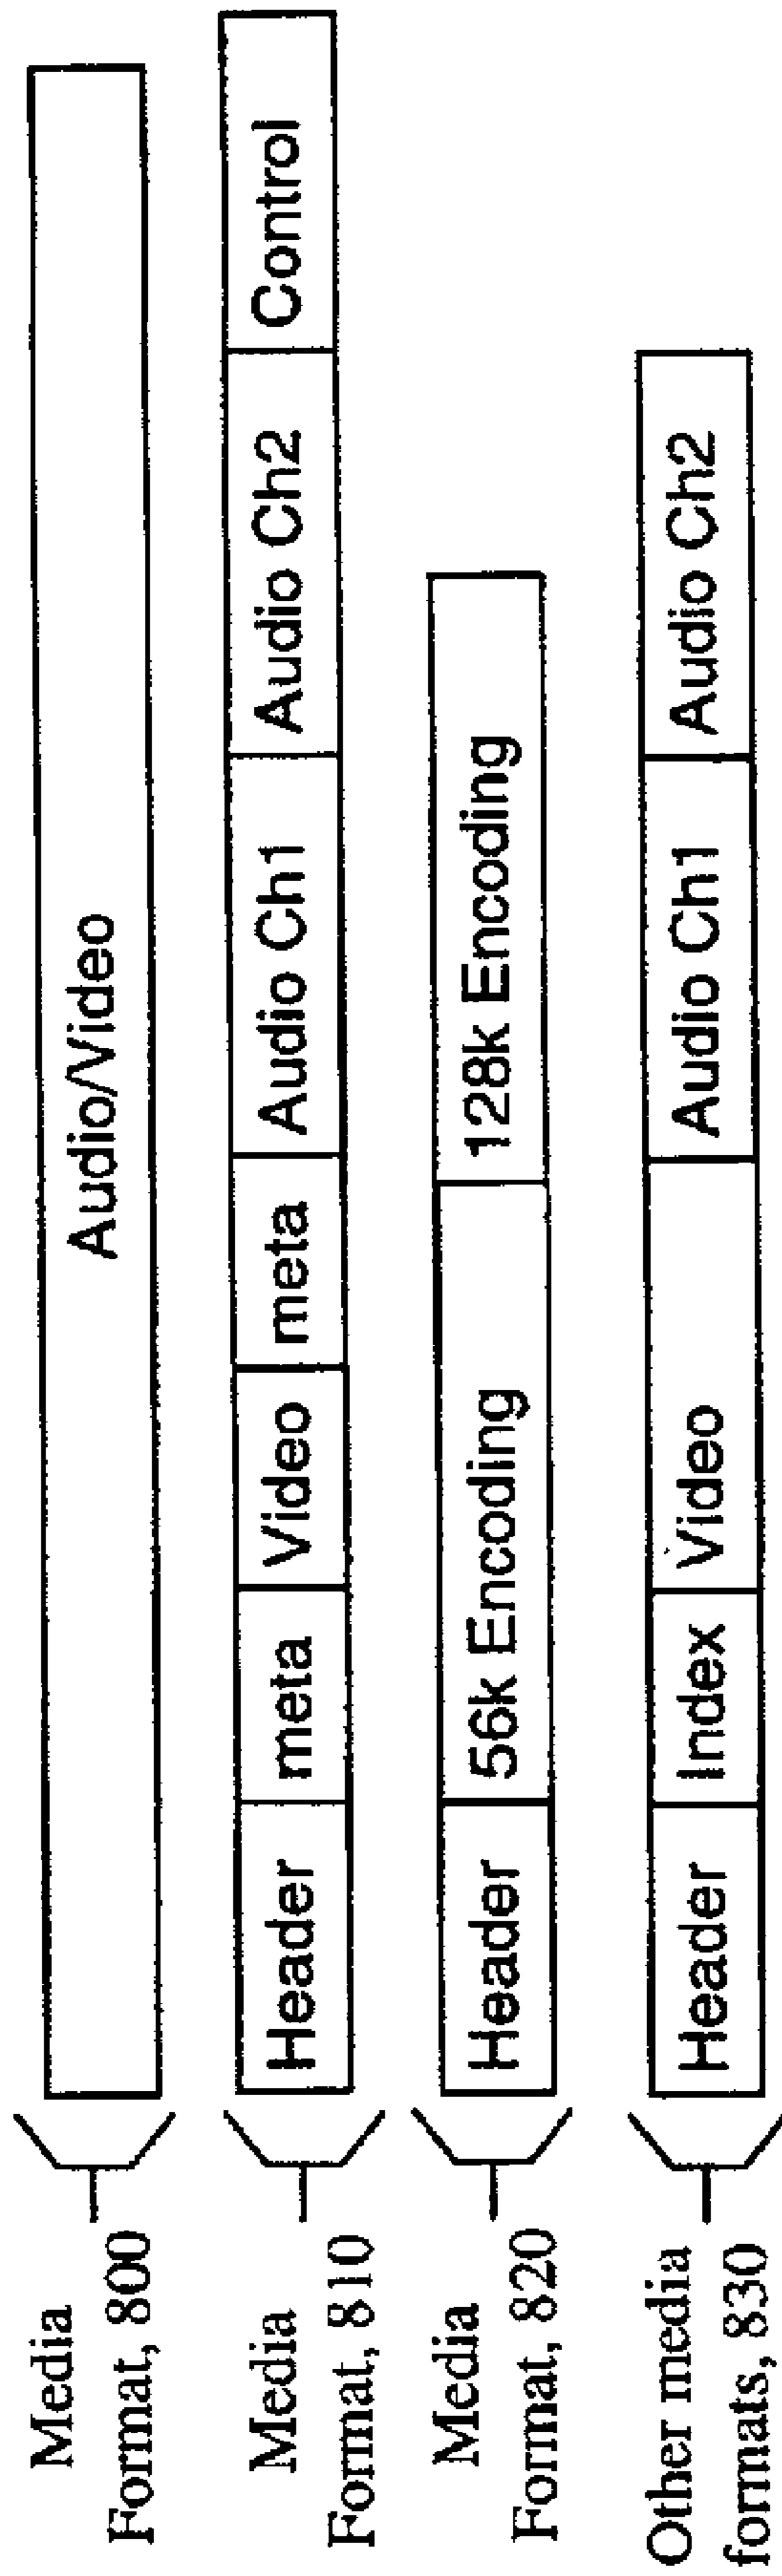 Media
Format, 800
Audio/Video
Media
Format, 810
Header
meta
Video
meta
Audio Ch1
Audio Ch2
Control
Media
Format, 820
Header
56k Encoding
128k Encoding
Other media
formats, 830
Header
Index
Video
Audio Ch1
Audio Ch2